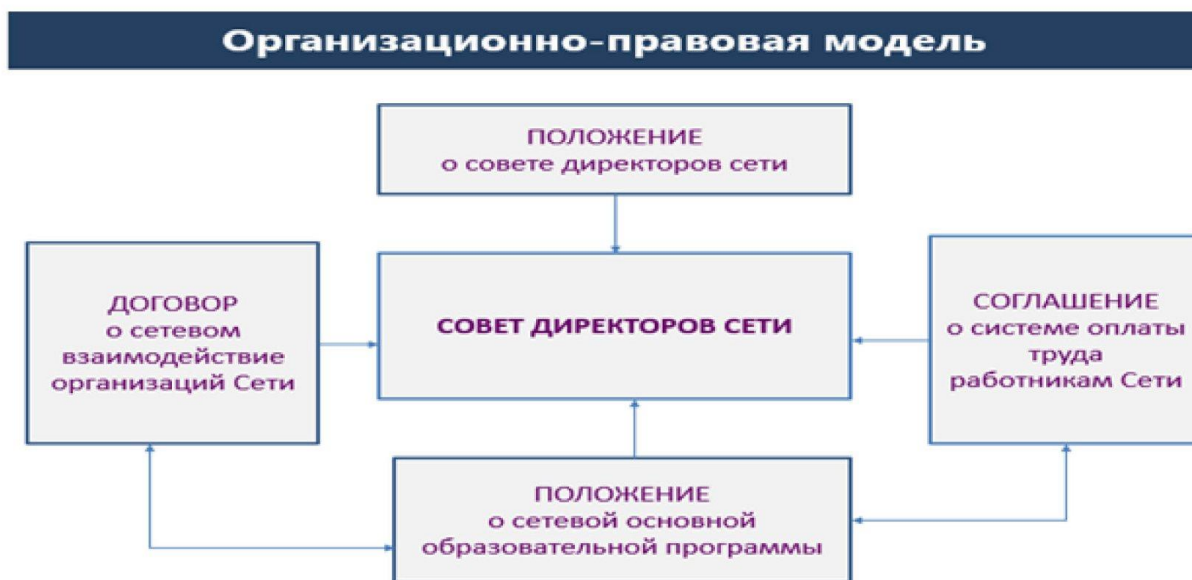 Организационно-правовая модель
ПОЛОЖЕНИЕ
о совете директоров сети
ДОГОВОР
о сетевом
взаимодействие
организаций Сети
СОВЕТ ДИРЕКТОРОВ СЕТИ
СОГЛАШЕНИЕ
о системе оплаты
труда
работникам Сети
ПОЛОЖЕНИЕ
о сетевой основной
образовательной программы